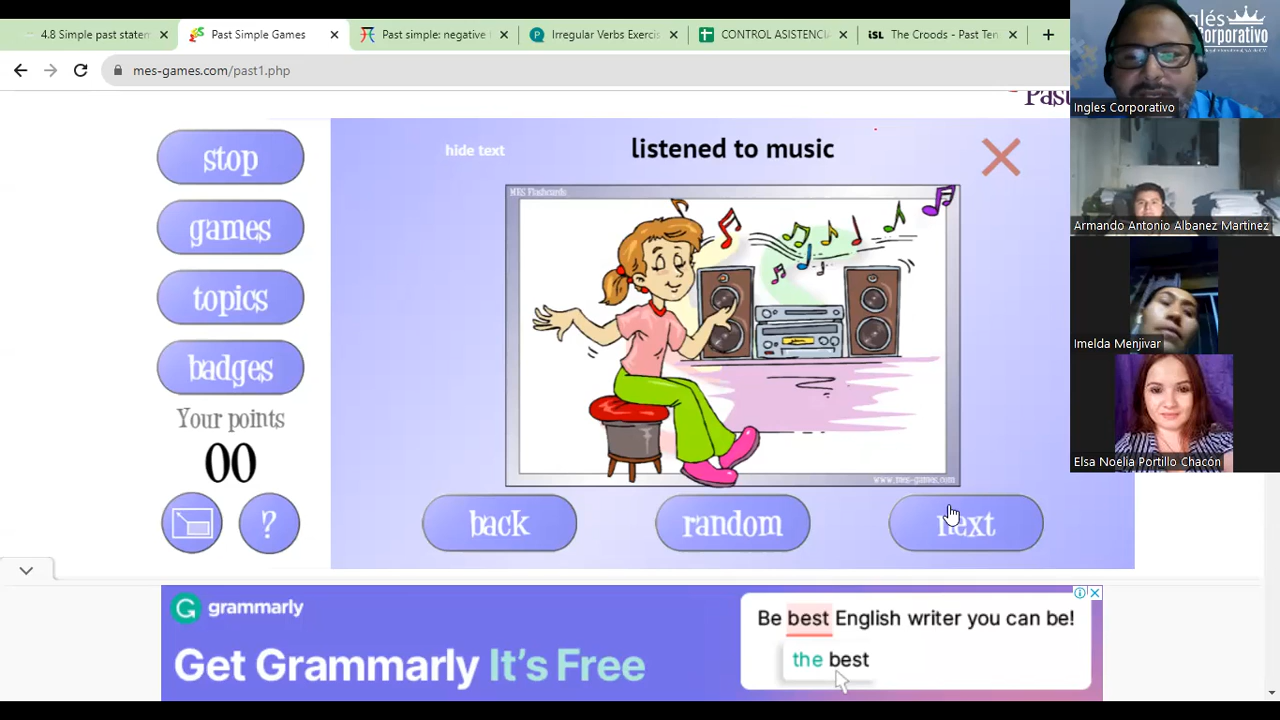 4.8 Simple past statem
Past Simple Games
Past simple: negative
Irregular Verbs Exercis
CONTROL ASISTENCIA
iSL
The Croods - Past Ten
mes-games.com/past1.php
Past
stop
games
topics
badges
Your points
00
?
hide text
listened to music
MES Flashcards
www.mes-games.com
back
random
next
Ingles Corporativo
Armando Antonio Albanez Martinez
Imelda Menjivar
Elsa Noelia Portillo Chacón
grammarly
Get Grammarly It's Free
Be best English writer you can be!
the best